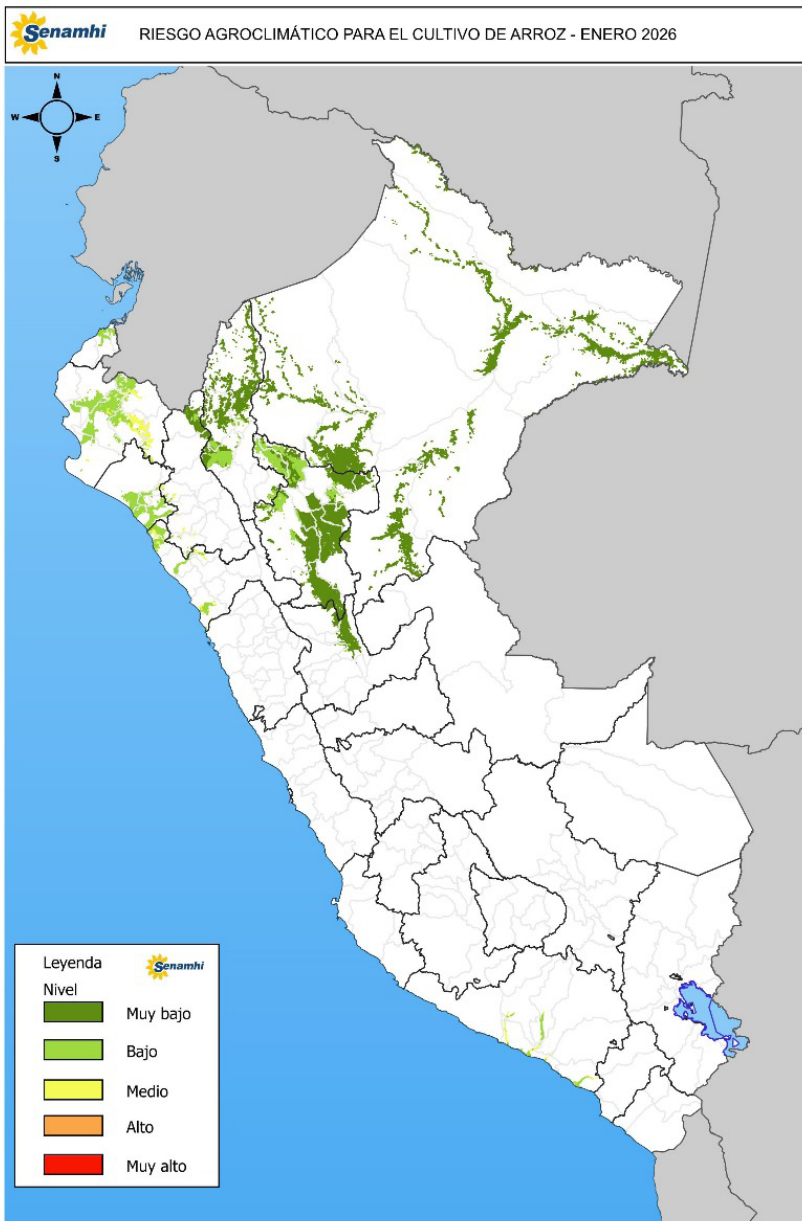 Senamhi
RIESGO AGROCLIMÁTICO PARA EL CULTIVO DE ARROZ - ENERO 2026
N
W
E
S
Leyenda
Senamhi
Nivel
Muy bajo
Bajo
Medio
Alto
Muy alto